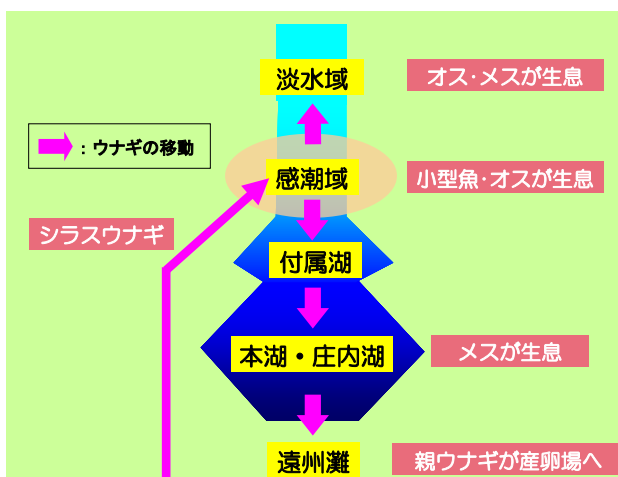 淡水域
オス・メスが生息
：ウナギの移動
感潮域
小型魚・オスが生息
シラスウナギ
付属湖
本湖・庄内湖
メスが生息
遠州灘
親ウナギが産卵場へ